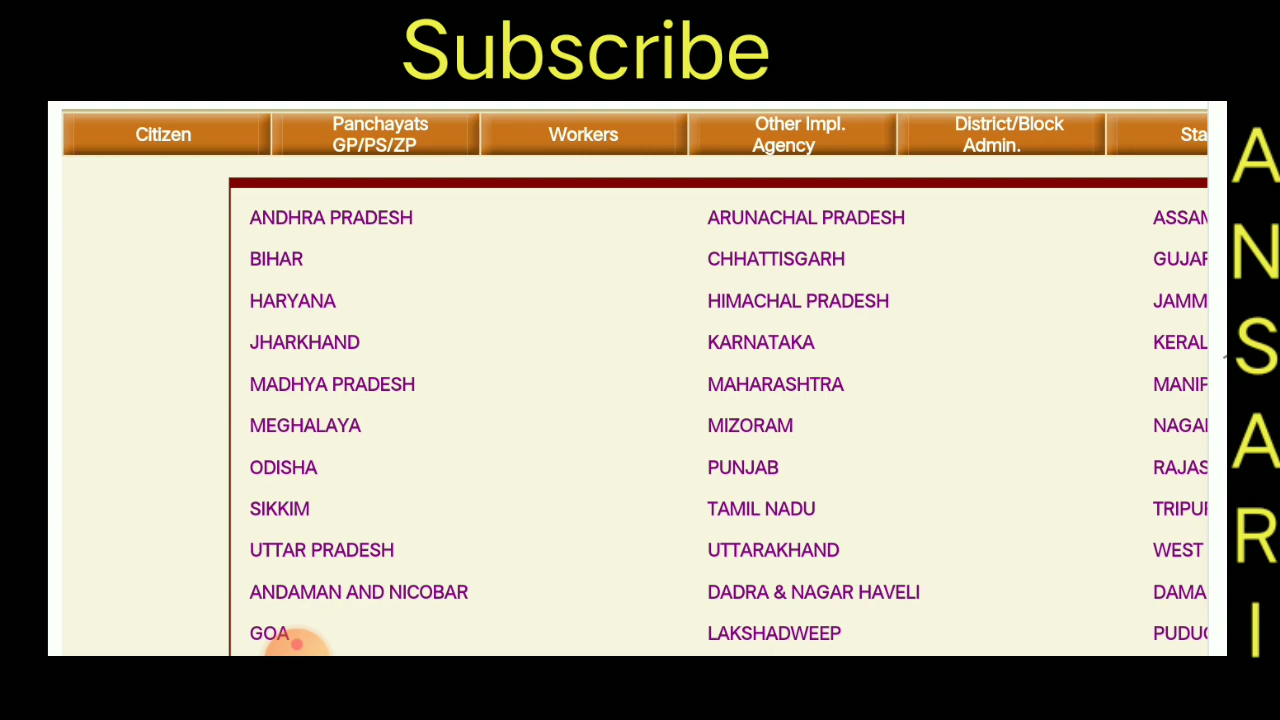 Subscribe
Citizen
Panchayats
GP/PS/ZP
Workers
Other Impl.
Agency
District/Block
Admin.
ANDHRA PRADESH
ARUNACHAL PRADESH
BIHAR
CHHATTISGARH
HARYANA
HIMACHAL PRADESH
JHARKHAND
KARNATAKA
MADHYA PRADESH
MAHARASHTRA
MEGHALAYA
MIZORAM
ODISHA
PUNJAB
SIKKIM
TAMIL NADU
UTTAR PRADESH
UTTARAKHAND
WEST
ANDAMAN AND NICOBAR
DADRA & NAGAR HAVELI
GOA
LAKSHADWEEP
ANSARI